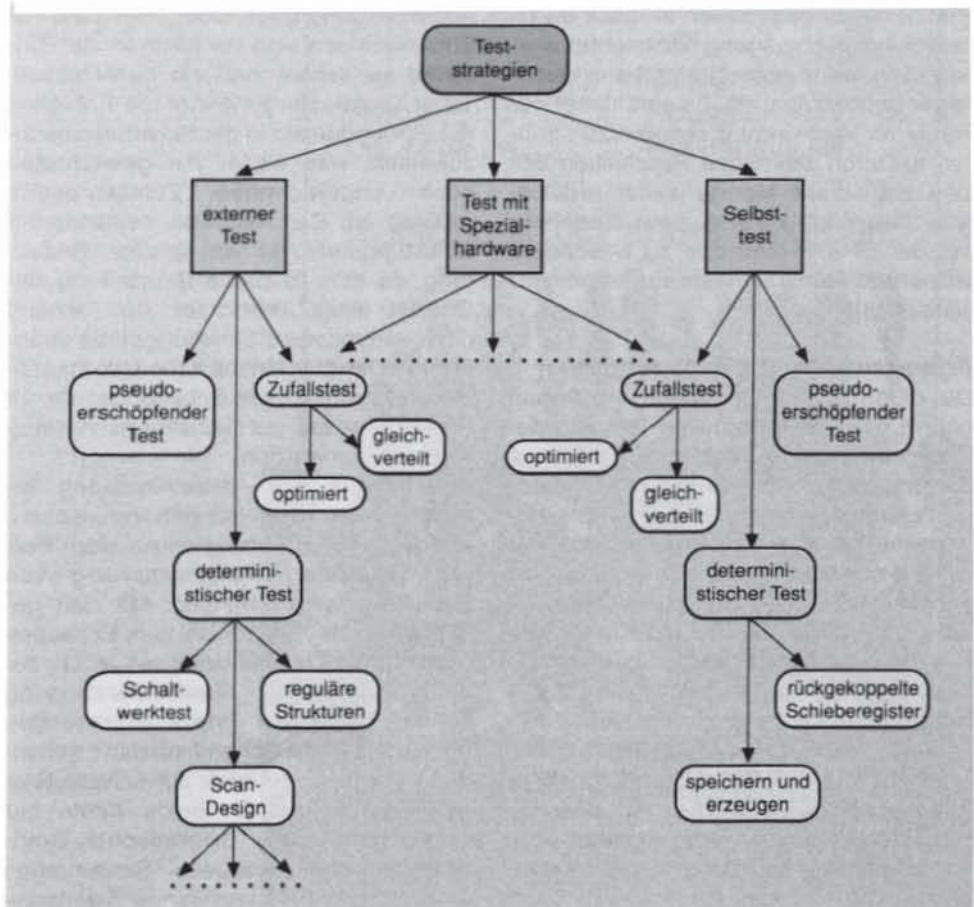 Test-
strategien
externer
Test
Test mit
Spezial-
hardware
Selbst-
test
pseudo-
erschöpfender
Test
Zufallstest
gleich-
verteilt
optimiert
Zufallstest
optimiert
gleich-
verteilt
pseudo-
erschöpfender
Test
determini-
stischer Test
determini-
stischer Test
Schalt-
werktest
reguläre
Strukturen
rückgekoppelte
Schieberegister
Scan-
Design
speichern und
erzeugen